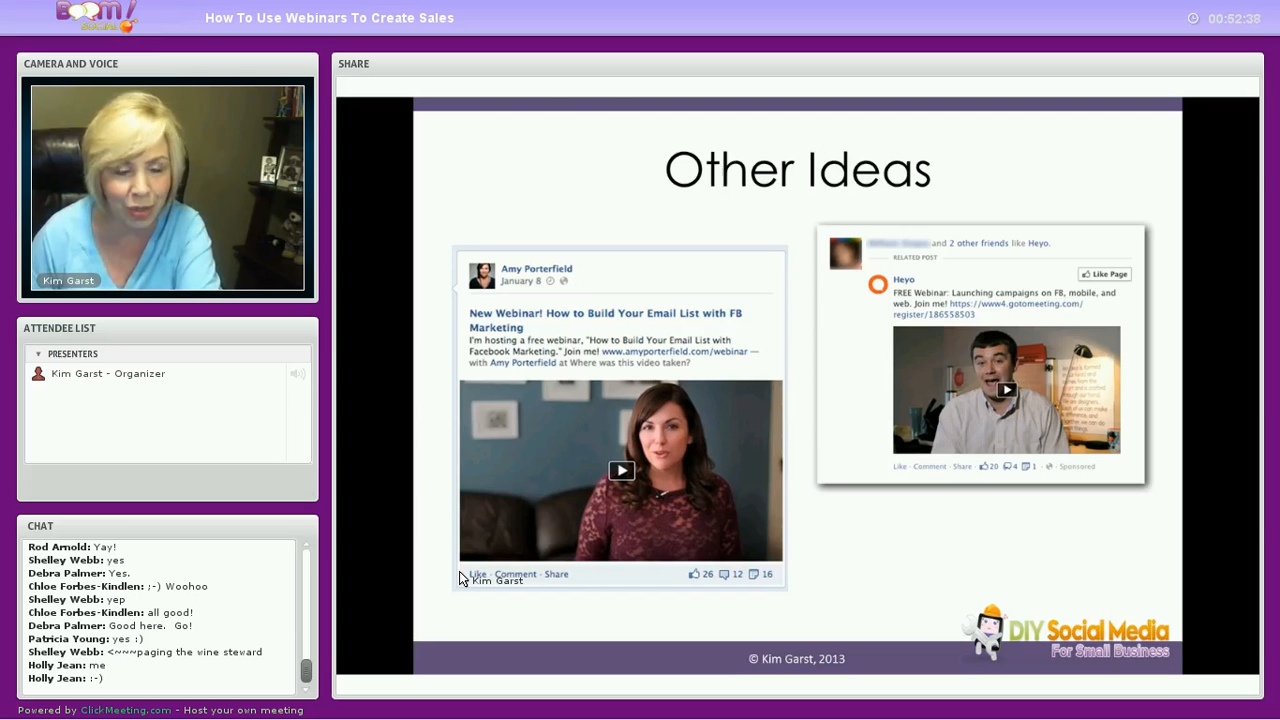 BOOM!
SOCIAL
How To Use Webinars To Create Sales
00:52:38
CAMERA AND VOICE
Kim Garst
ATTENDEE LIST
PRESENTERS
Kim Garst - Organizer
CHAT
Rod Arnold: Yay!
Shelley Webb: yes
Debra Palmer: Yes.
Chloe Forbes-Kindlen: ;-) Woohoo
Shelley Webb: yep
Chloe Forbes-Kindlen: all good!
Debra Palmer: Good here. Go!
Patricia Young: yes :)
Shelley Webb: <~~~paging the wine steward
Holly Jean: me
Holly Jean: :-)
Powered by ClickMeeting.com - Host your own meeting
SHARE
Other Ideas
Amy Porterfield
January 8
New Webinar! How to Build Your Email List with FB
Marketing
I'm hosting a free webinar, "How to Build Your Email List with
Facebook Marketing." Join me! www.amyporterfield.com/webinar —
with Amy Porterfield at Where was this video taken?
Like · Comment · Share 26 12 16
Kim Garst
and 2 other friends like Heyo.
RELATED POST
Heyo
Like Page
FREE Webinar: Launching campaigns on FB, mobile, and
web. Join me! https://www4.gotomeeting.com/
register/186558503
Like · Comment · Share · 20 4 1 · Sponsored
DIY Social Media
For Small Business
© Kim Garst, 2013